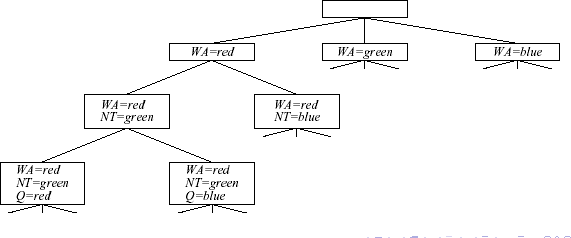 WA=red
WA=green
WA=blue
WA=red
NT=green
WA=red
NT=blue
WA=red
NT=green
Q=red
WA=red
NT=green
Q=blue